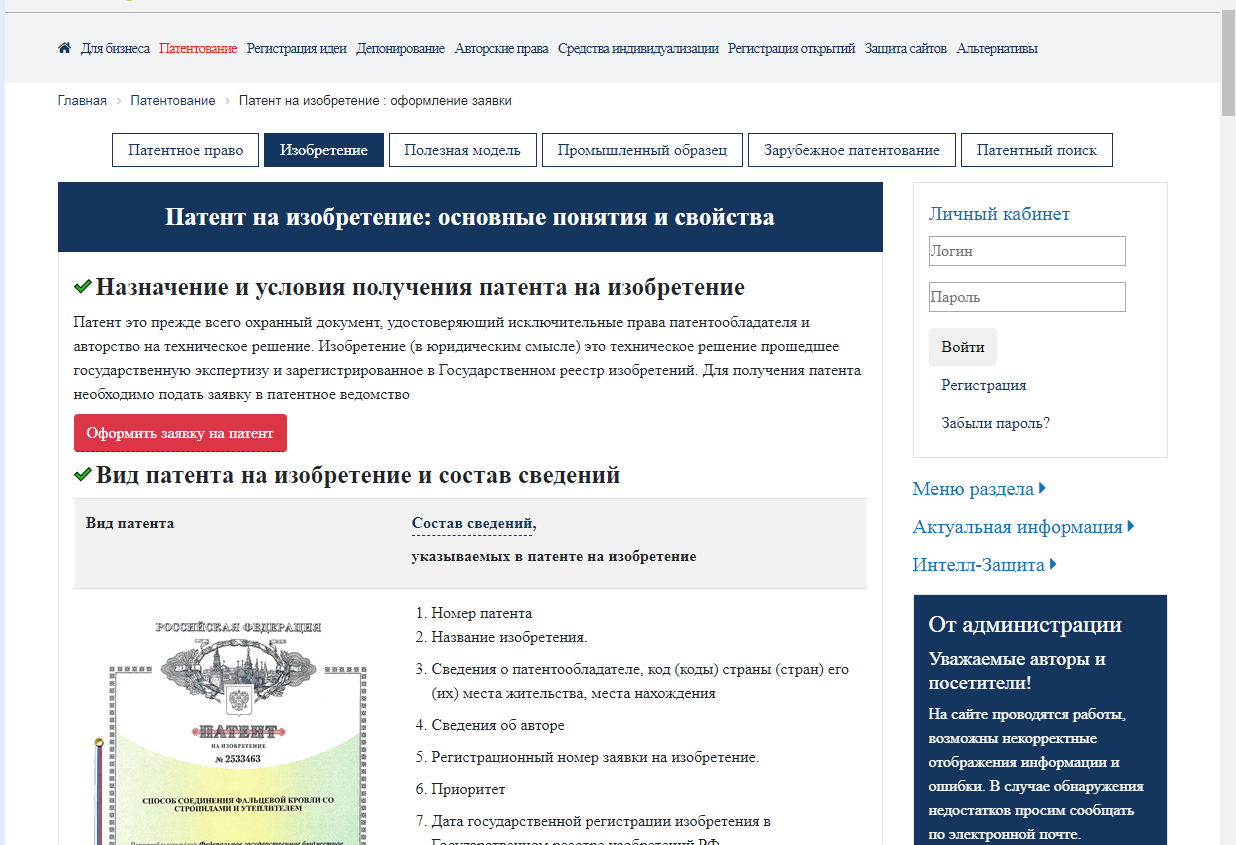 Для бизнеса Патентование Регистрация идеи Депонирование Авторские права Средства индивидуализации Регистрация открытий Защита сайтов Альтернативы
Главная > Патентование > Патент на изобретение : оформление заявки
Патентное право Изобретение Полезная модель Промышленный образец Зарубежное патентование Патентный поиск
Патент на изобретение: основные понятия и свойства
Назначение и условия получения патента на изобретение
Патент это прежде всего охранный документ, удостоверяющий исключительные права патентообладателя и
авторство на техническое решение. Изобретение (в юридическим смысле) это техническое решение прошедшее
государственную экспертизу и зарегистрированное в Государственном реестр изобретений. Для получения патента
необходимо подать заявку в патентное ведомство
Оформить заявку на патент
Вид патента на изобретение и состав сведений
Вид патента
Состав сведений,
указываемых в патенте на изобретение
РОССИЙСКАЯ ФЕДЕРАЦИЯ
ПАТЕНТ
НА ИЗОБРЕТЕНИЕ
№ 2533463
СПОСОБ СОЕДИНЕНИЯ ФАЛЬЦЕВОЙ КРОВЛИ СО
СТРОПИЛАМИ И УТЕПЛИТЕЛЕМ
1. Номер патента
2. Название изобретения.
3. Сведения о патентообладателе, код (коды) страны (стран) его
(их) места жительства, места нахождения
4. Сведения об авторе
5. Регистрационный номер заявки на изобретение.
6. Приоритет
7. Дата государственной регистрации изобретения в
Государственном реестре изобретений РФ
Личный кабинет
Логин
Пароль
Войти
Регистрация
Забыли пароль?
Меню раздела
Актуальная информация
Интелл-Защита
От администрации
Уважаемые авторы и
посетители!
На сайте проводятся работы,
возможны некорректные
отображения информации и
ошибки. В случае обнаружения
недостатков просим сообщать
по электронной почте.